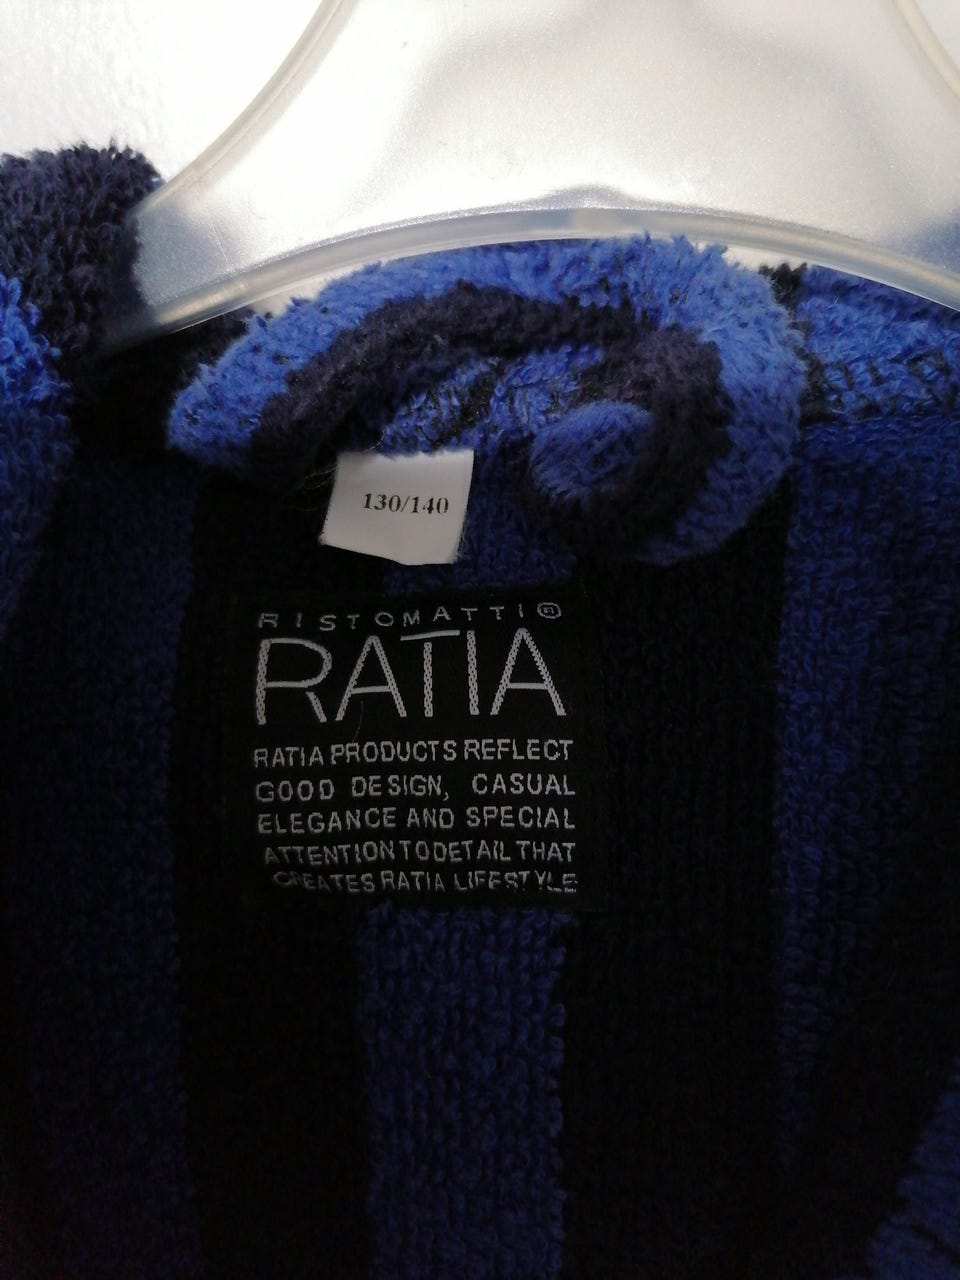 130/140
RISTOMATTI®
RATIA
RATIA PRODUCTS REFLECT
GOOD DESIGN, CASUAL
ELEGANCE AND SPECIAL
ATTENTION TO DETAIL THAT
CREATES RATIA LIFESTYLE